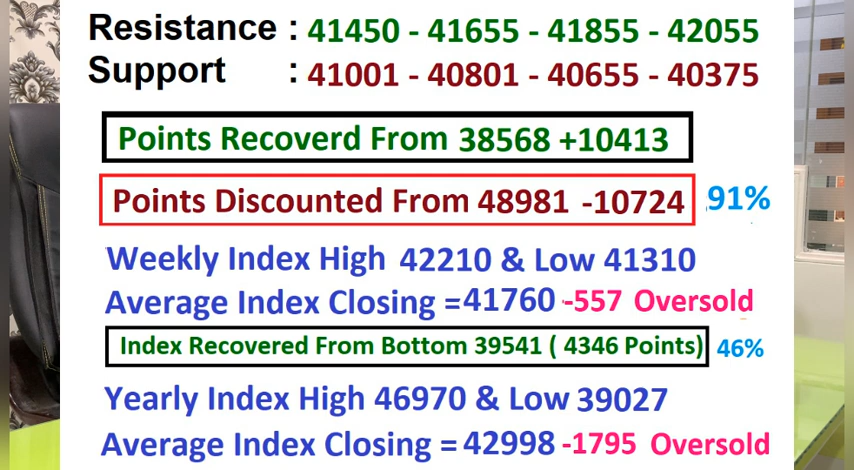 Resistance : 41450 - 41655 - 41855 - 42055
Support : 41001 - 40801 - 40655 - 40375
Points Recoverd From 38568 +10413
Points Discounted From 48981 -10724 91%
Weekly Index High 42210 & Low 41310
Average Index Closing =41760 -557 Oversold
Index Recovered From Bottom 39541 ( 4346 Points) 46%
Yearly Index High 46970 & Low 39027
Average Index Closing =42998 -1795 Oversold